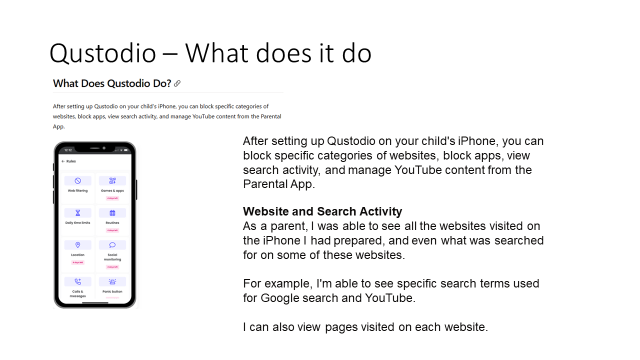 Qustodio – What does it do
What Does Qustodio Do?
After setting up Qustodio on your child's iPhone, you can block specific categories of
websites, block apps, view search activity, and manage YouTube content from the Parental
App.
Rules
Web filtering
Games & apps
Daily time limits
Routines
Location
Social
monitoring
Calls &
messages
Panic button
After setting up Qustodio on your child's iPhone, you can
block specific categories of websites, block apps, view
search activity, and manage YouTube content from the
Parental App.
Website and Search Activity
As a parent, I was able to see all the websites visited on
the iPhone I had prepared, and even what was searched
for on some of these websites.
For example, I'm able to see specific search terms used
for Google search and YouTube.
I can also view pages visited on each website.